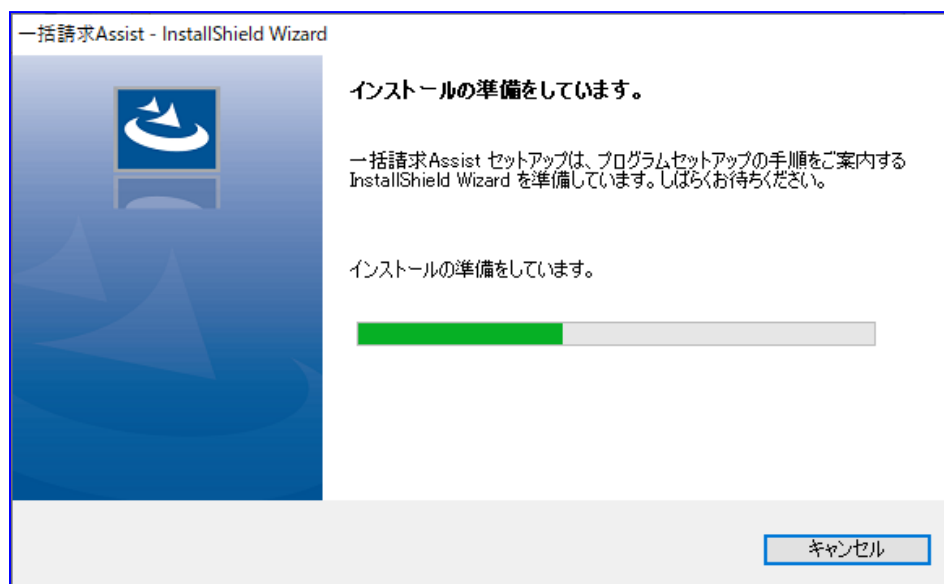 一括請求Assist - InstallShield Wizard
インストールの準備をしています。
一括請求Assist セットアップは、プログラムセットアップの手順をご案内する
InstallShield Wizard を準備しています。しばらくお待ちください。
インストールの準備をしています。
キャンセル